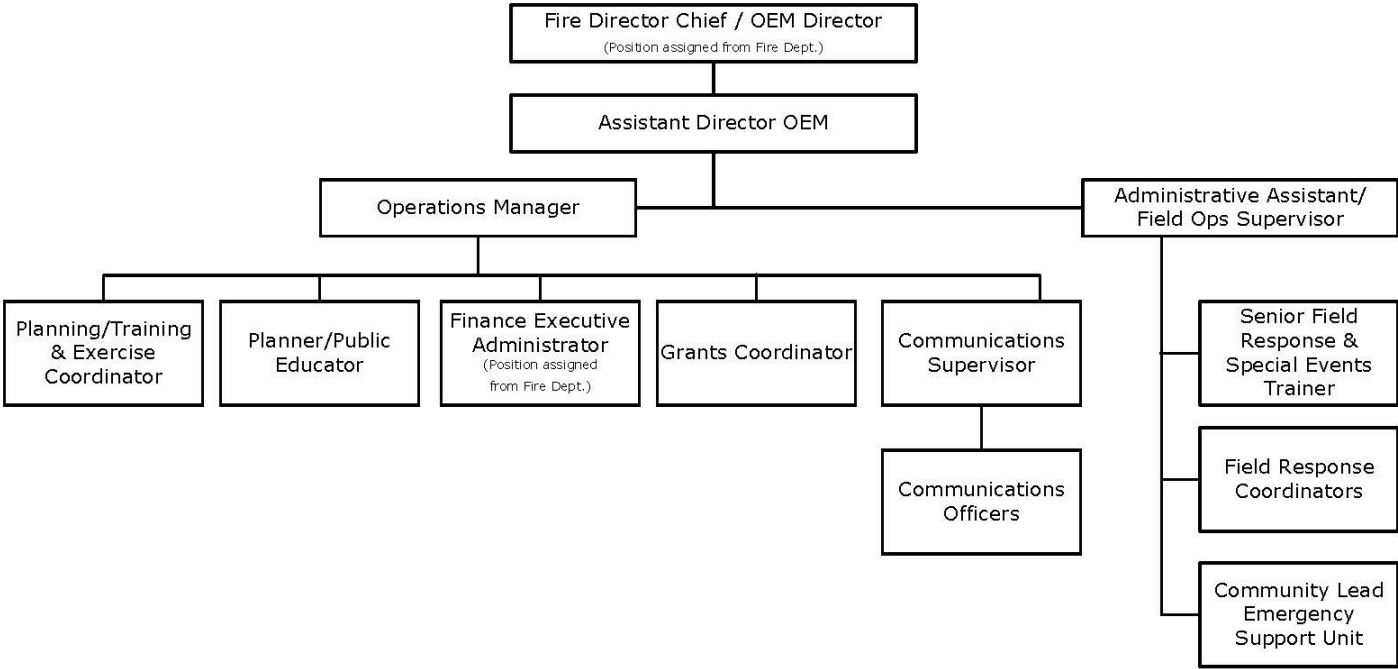 Fire Director Chief / OEM Director
(Position assigned from Fire Dept.)
Assistant Director OEM
Operations Manager
Administrative Assistant/
Field Ops Supervisor
Planning/Training
& Exercise
Coordinator
Planner/Public
Educator
Finance Executive
Administrator
(Position assigned
from Fire Dept.)
Grants Coordinator
Communications
Supervisor
Senior Field
Response &
Special Events
Trainer
Communications
Officers
Field Response
Coordinators
Community Lead
Emergency
Support Unit